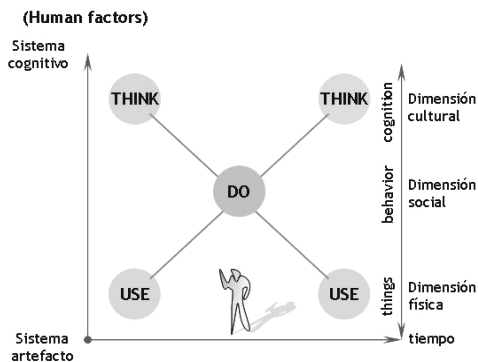 (Human factors)
Sistema
cognitivo
THINK
THINK
cognition
Dimensión
cultural
DO
behavior
Dimensión
social
USE
USE
things
Dimensión
física
Sistema
artefacto
tiempo